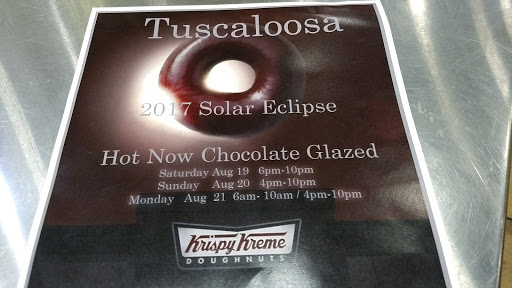 Tuscaloosa
2017 Solar Eclipse
Hot Now Chocolate Glazed
Saturday Aug 19 6pm-10pm
Sunday Aug 20 4pm-10pm
Monday Aug 21 6am- 10am / 4pm-10pm
Krispy Kreme
DOUGHNUTS